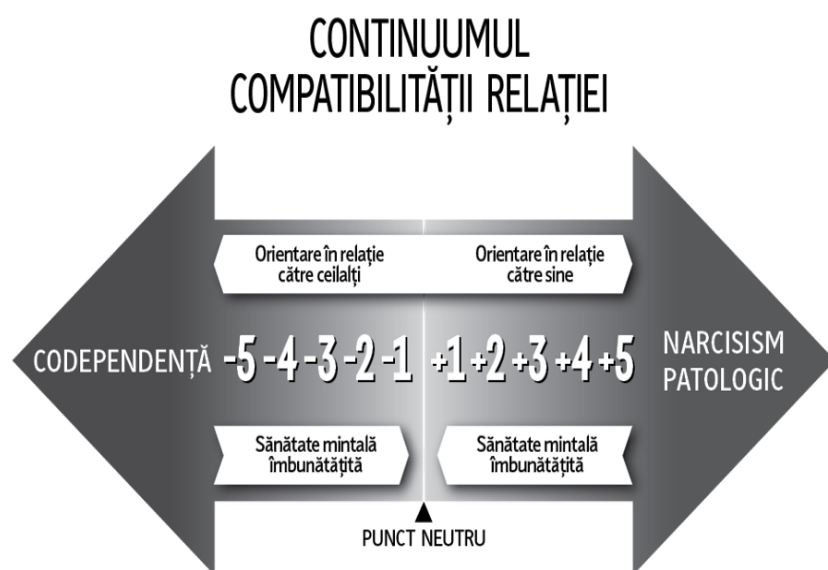 CONTINUUMUL
COMPATIBILITĂȚII RELAȚIEI
Orientare în relație
către ceilalți
Orientare în relație
către sine
CODEPENDENȚĂ -5 -4 -3 -2 -1 +1 +2 +3 +4 +5 NARCISISM
PATOLOGIC
Sănătate mintală
îmbunătățită
Sănătate mintală
îmbunătățită
PUNCT NEUTRU